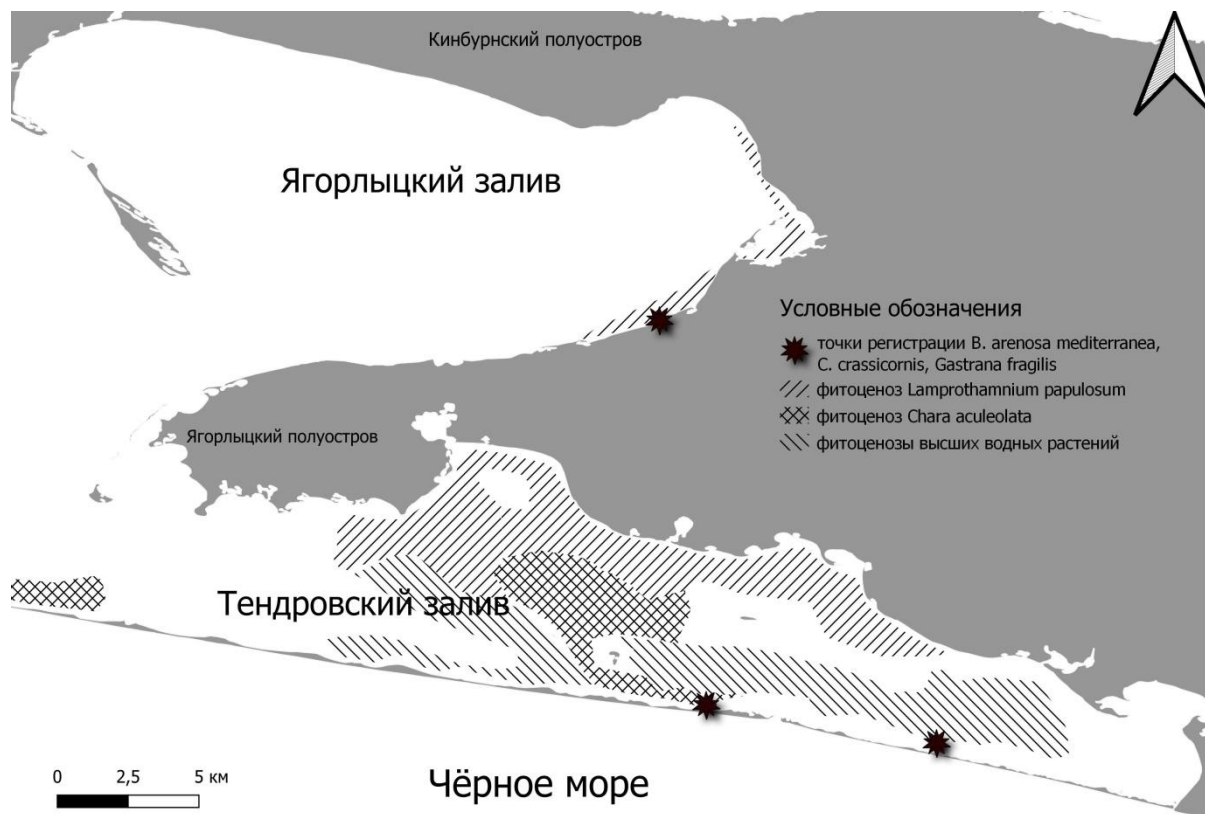 Кинбурнский полуостров
Ягорлыцкий залив
Условные обозначения
точки регистрации B. arenosa mediterranea,
C. crassicornis, Gastrana fragilis
фитоценоз Lamprothamnium papulosum
фитоценоз Chara aculeolata
фитоценозы высших водных растений
Ягорлыцкий полуостров
Тендровский залив
0 2,5 5 км
Чёрное море